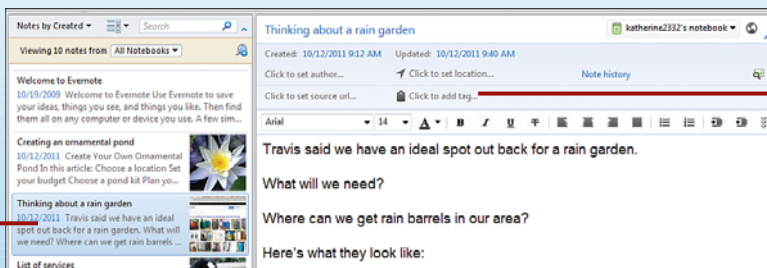 Notes by Created
Search
Viewing 10 notes from All Notebooks
Welcome to Evernote
10/19/2009 Welcome to Evernote Use Evernote to save
your ideas, things you see, and things you like. Then find
them all on any computer or device you use. A few sim...
Creating an ornamental pond
10/12/2011 Create Your Own Ornamental
Pond In this article: Choose a location Set
your budget Choose a pond kit Plan yo...
Thinking about a rain garden
10/12/2011 Travis said we have an ideal
spot out back for a rain garden. What will
we need? Where can we get rain barrels ...
List of services
Thinking about a rain garden
katherine2332's notebook
Created: 10/12/2011 9:12 AM Updated: 10/12/2011 9:40 AM
Click to set author... Click to set location... Note history
Click to set source url... Click to add tag...
Arial 14 A B I U T
Travis said we have an ideal spot out back for a rain garden.
What will we need?
Where can we get rain barrels in our area?
Here's what they look like: